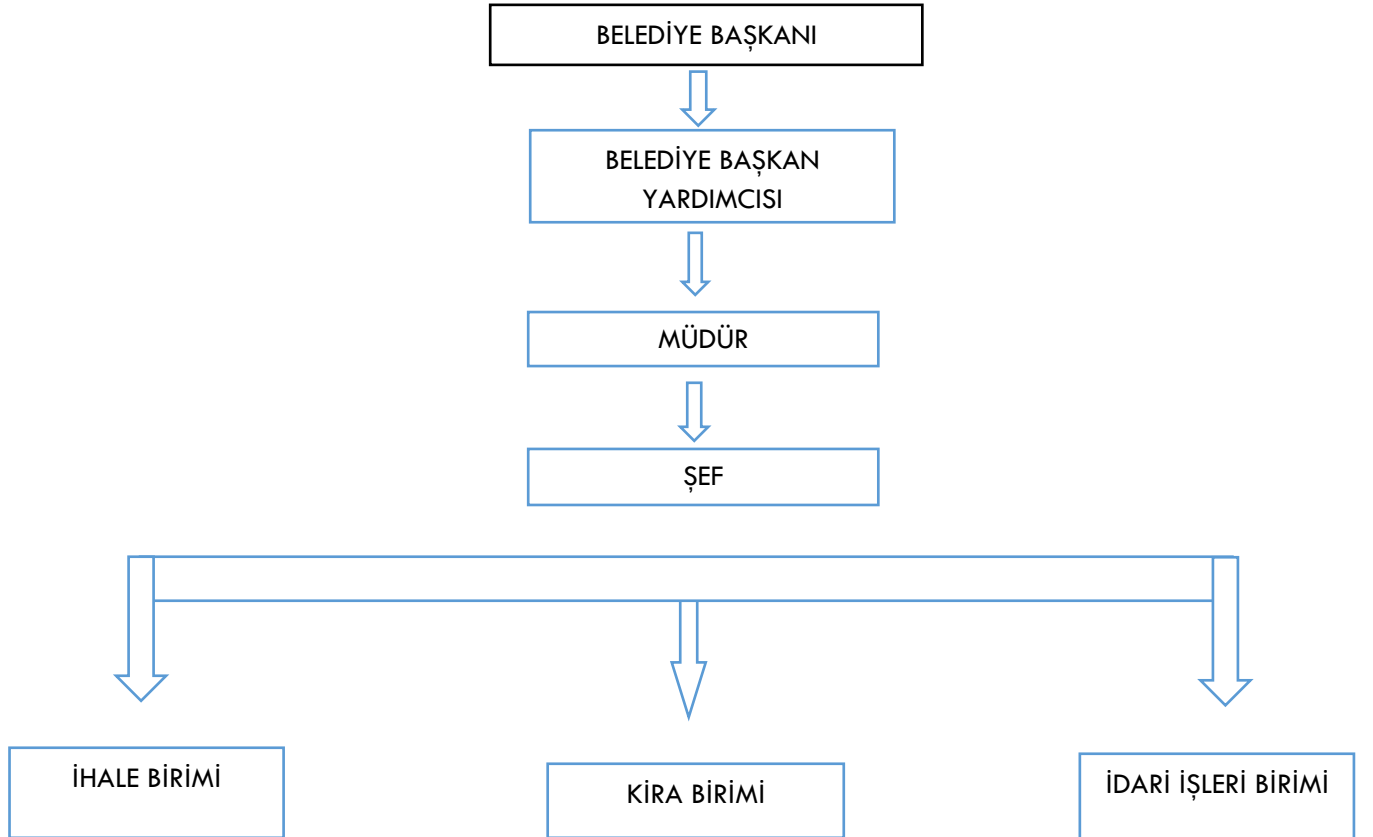 BELEDİYE BAŞKANI
BELEDİYE BAŞKAN
YARDIMCISI
MÜDÜR
ŞEF
İHALE BİRİMİ
KİRA BİRİMİ
İDARİ İŞLERİ BİRİMİ